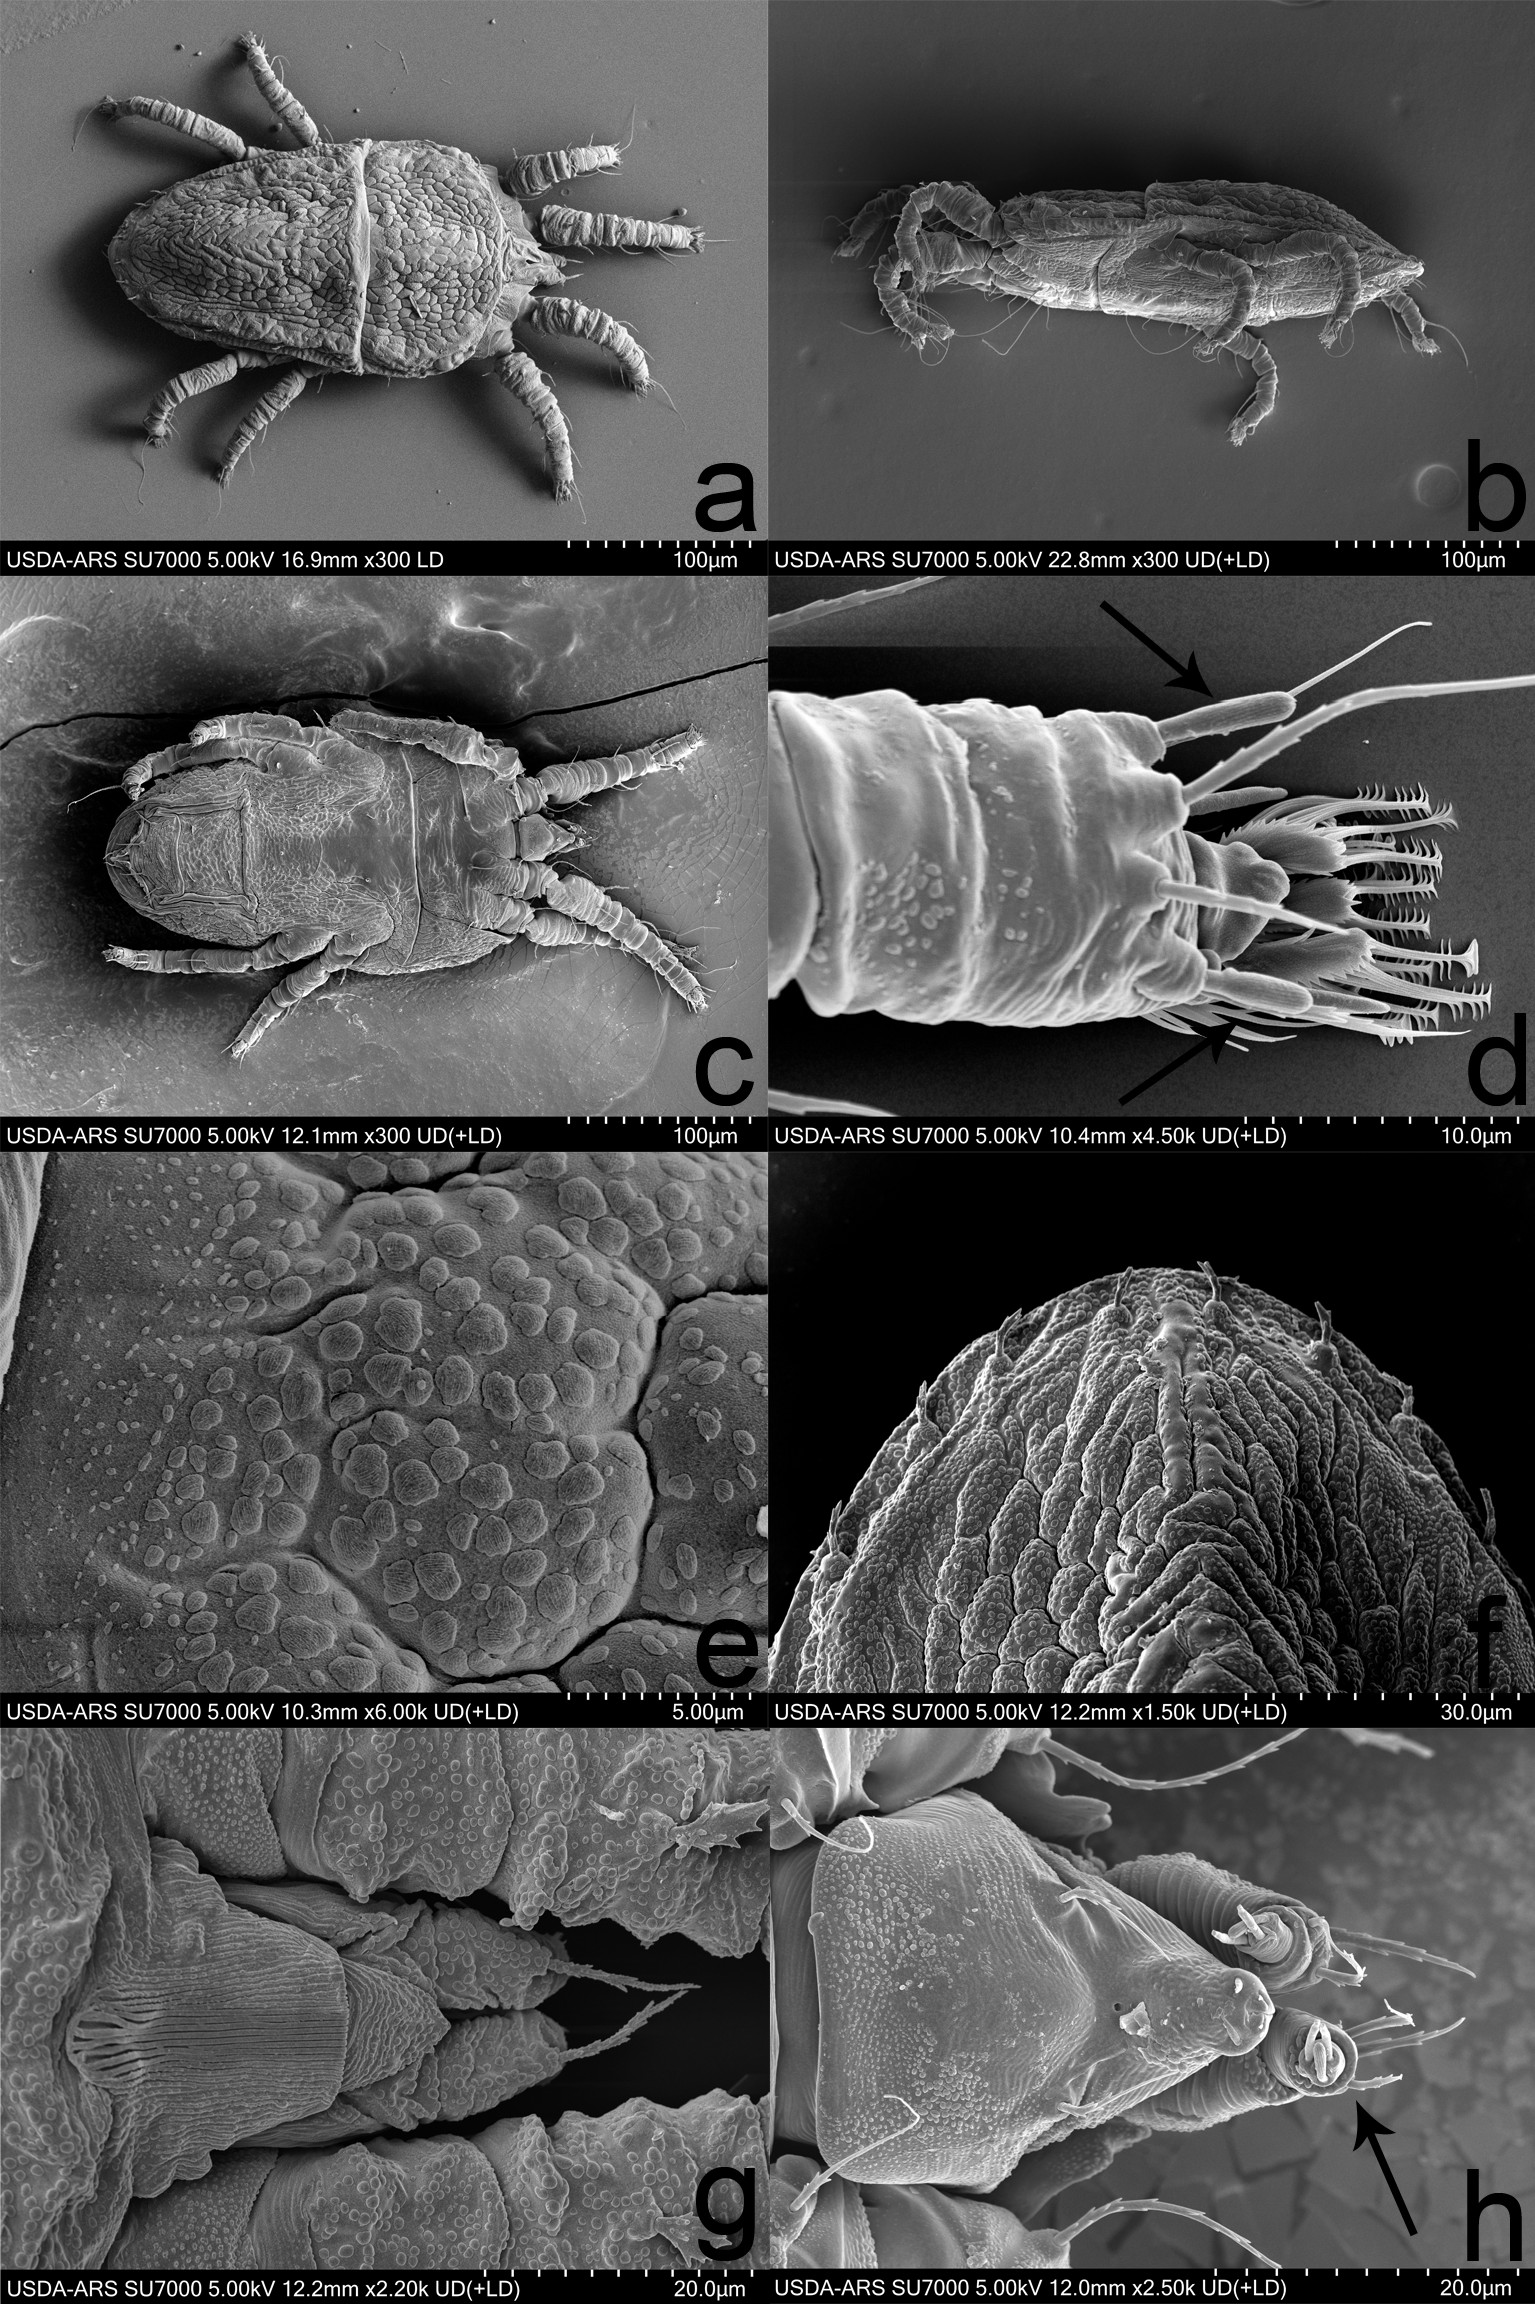 a
b
USDA-ARS SU7000 5.00kV 16.9mm x300 LD 100µm
USDA-ARS SU7000 5.00kV 22.8mm x300 UD(+LD) 100µm
c
d
USDA-ARS SU7000 5.00kV 12.1mm x300 UD(+LD) 100µm
USDA-ARS SU7000 5.00kV 10.4mm x4.50k UD(+LD) 10.0µm
e
f
USDA-ARS SU7000 5.00kV 10.3mm x6.00k UD(+LD) 5.00µm
USDA-ARS SU7000 5.00kV 12.2mm x1.50k UD(+LD) 30.0µm
g
h
USDA-ARS SU7000 5.00kV 12.2mm x2.20k UD(+LD) 20.0µm
USDA-ARS SU7000 5.00kV 12.0mm x2.50k UD(+LD) 20.0µm